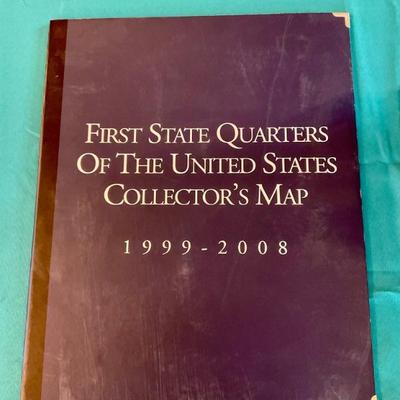 First State Quarters
Of The United States
Collector's Map
1999-2008